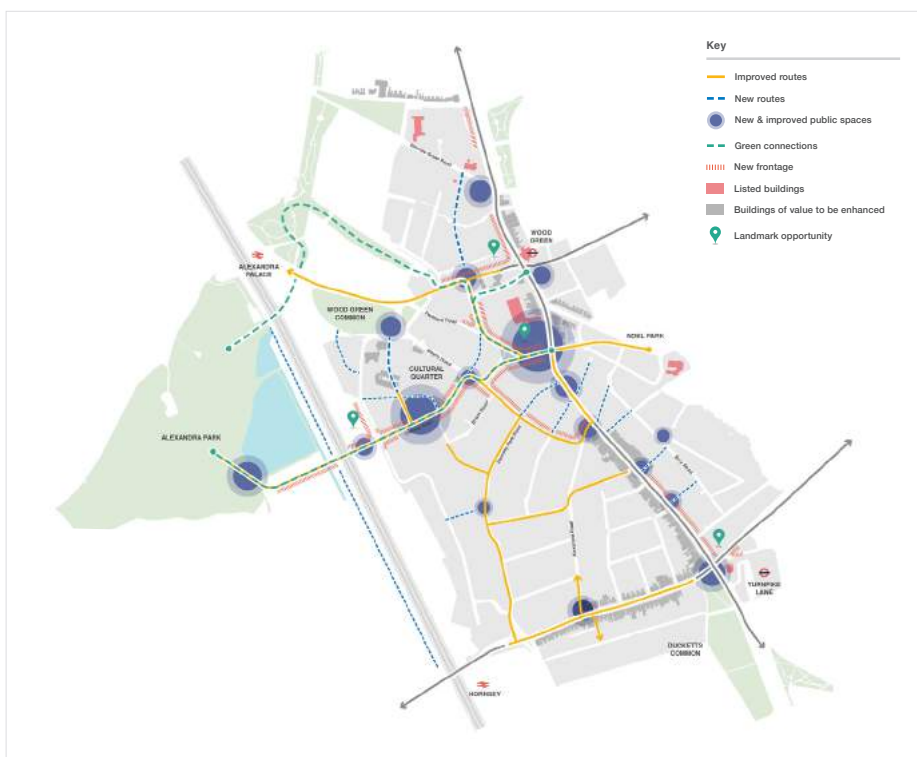 Key
Improved routes
New routes
New & improved public spaces
Green connections
New frontage
Listed buildings
Buildings of value to be enhanced
Landmark opportunity
WOOD
GREEN
ALEXANDRA
PALACE
WOOD GREEN
COMMON
NOEL PARK
CULTURAL
QUARTER
ALEXANDRA PARK
TURNPIKE
LANE
DUCKETTS
COMMON
HORNSEY